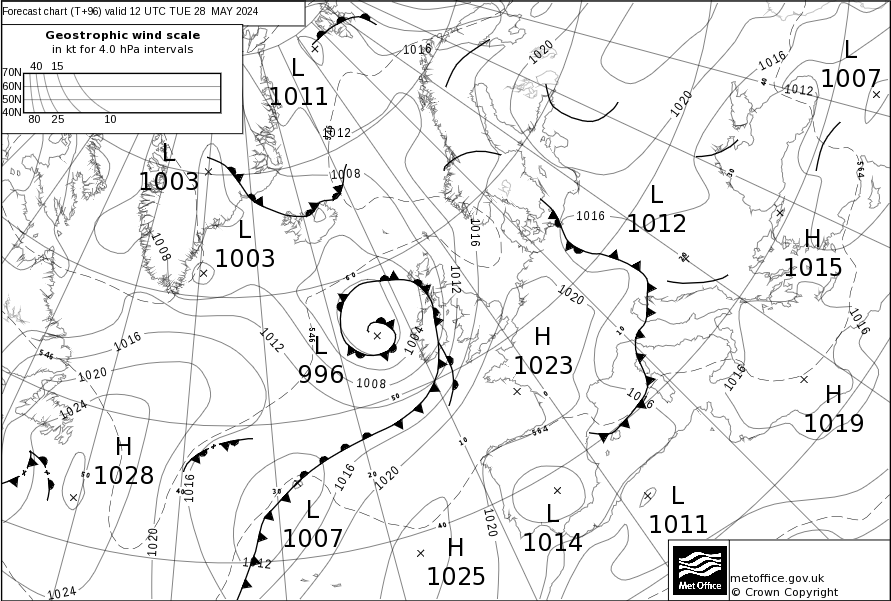 Forecast chart (T+96) valid 12 UTC TUE 28 MAY 2024
Geostrophic wind scale
in kt for 4.0 hPa intervals
40 15
70N
60N
50N
40N
80 25 10
L
1011
L
1003
L
1003
L
996
H
1028
L
1007
H
1025
L
1014
L
1011
H
1023
L
1012
H
1015
H
1019
L
1007
1016
1020
1016
1012
1020
1012
1008
1016
1016
1008
1012
1020
1004
1012
1016
1020
1024
1008
1016
1016
1016
1016
1016
1020
1020
1020
1012
1024
546
546
564
564
60
50
50
40
40
40
30
30
20
20
10
10
0
Met Office
metoffice.gov.uk
© Crown Copyright